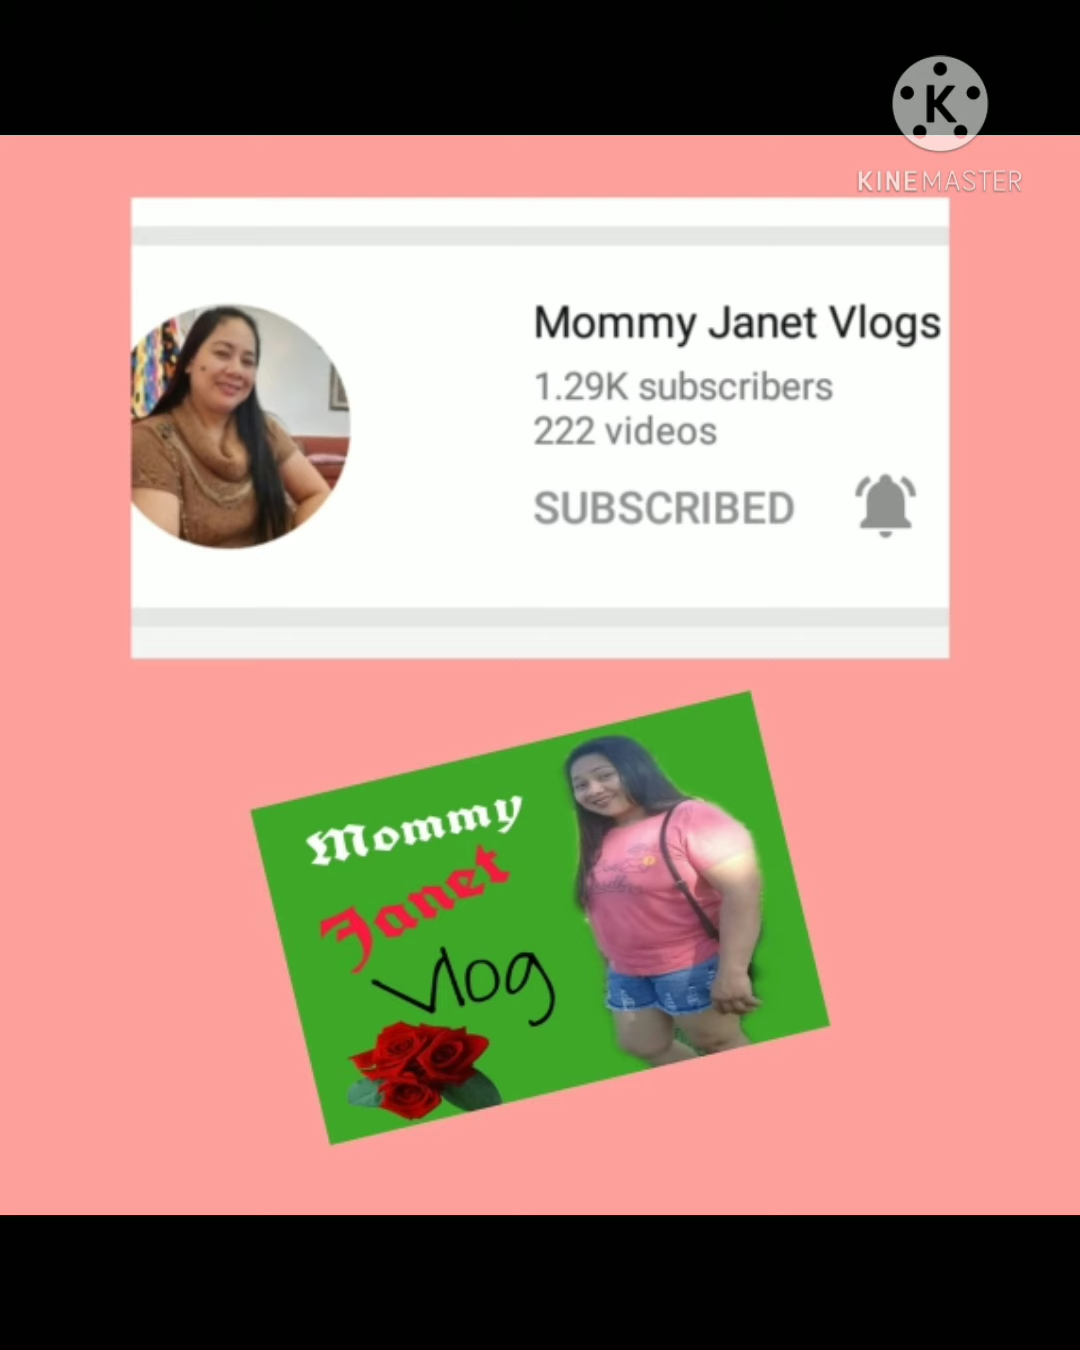 K
KINEMASTER
Mommy Janet Vlogs
1.29K subscribers
222 videos
SUBSCRIBED
Mommy
Janet
Vlog